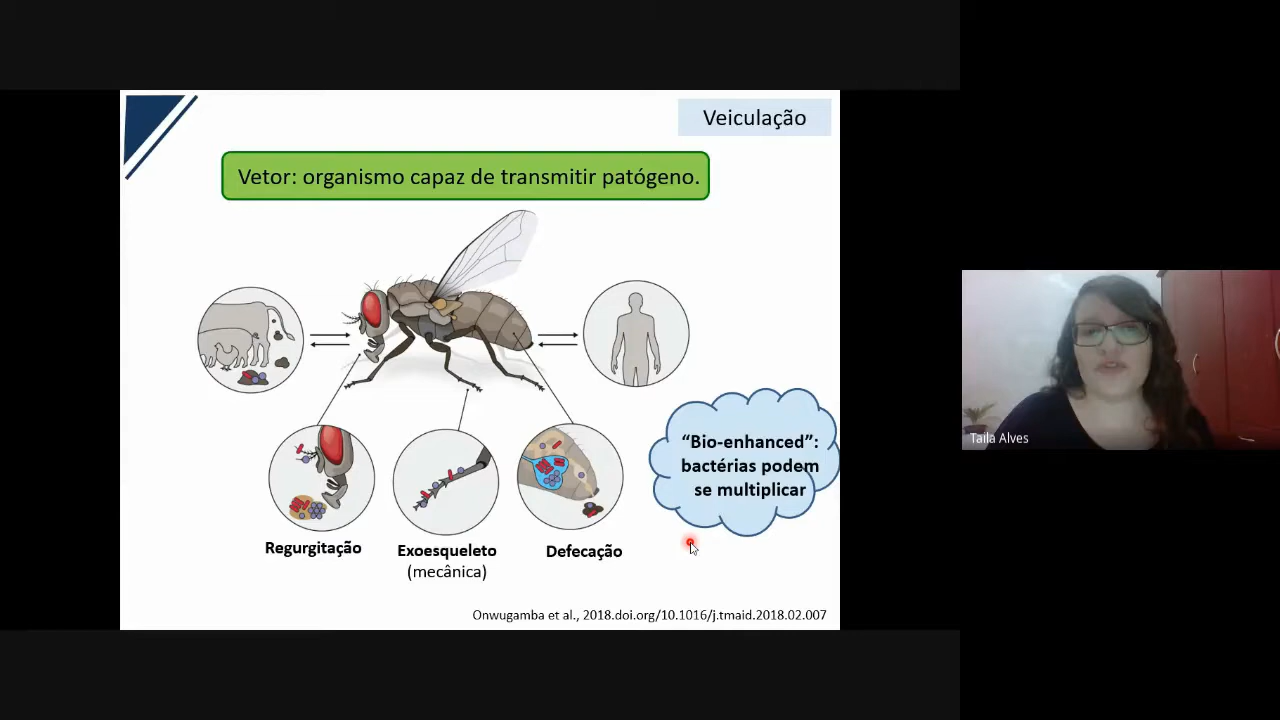 Veiculação
Vetor: organismo capaz de transmitir patógeno.
“Bio-enhanced”:
bactérias podem
se multiplicar
Taila Alves
Regurgitação
Exoesqueleto
(mecânica)
Defecação
Onwugamba et al., 2018.doi.org/10.1016/j.tmaid.2018.02.007